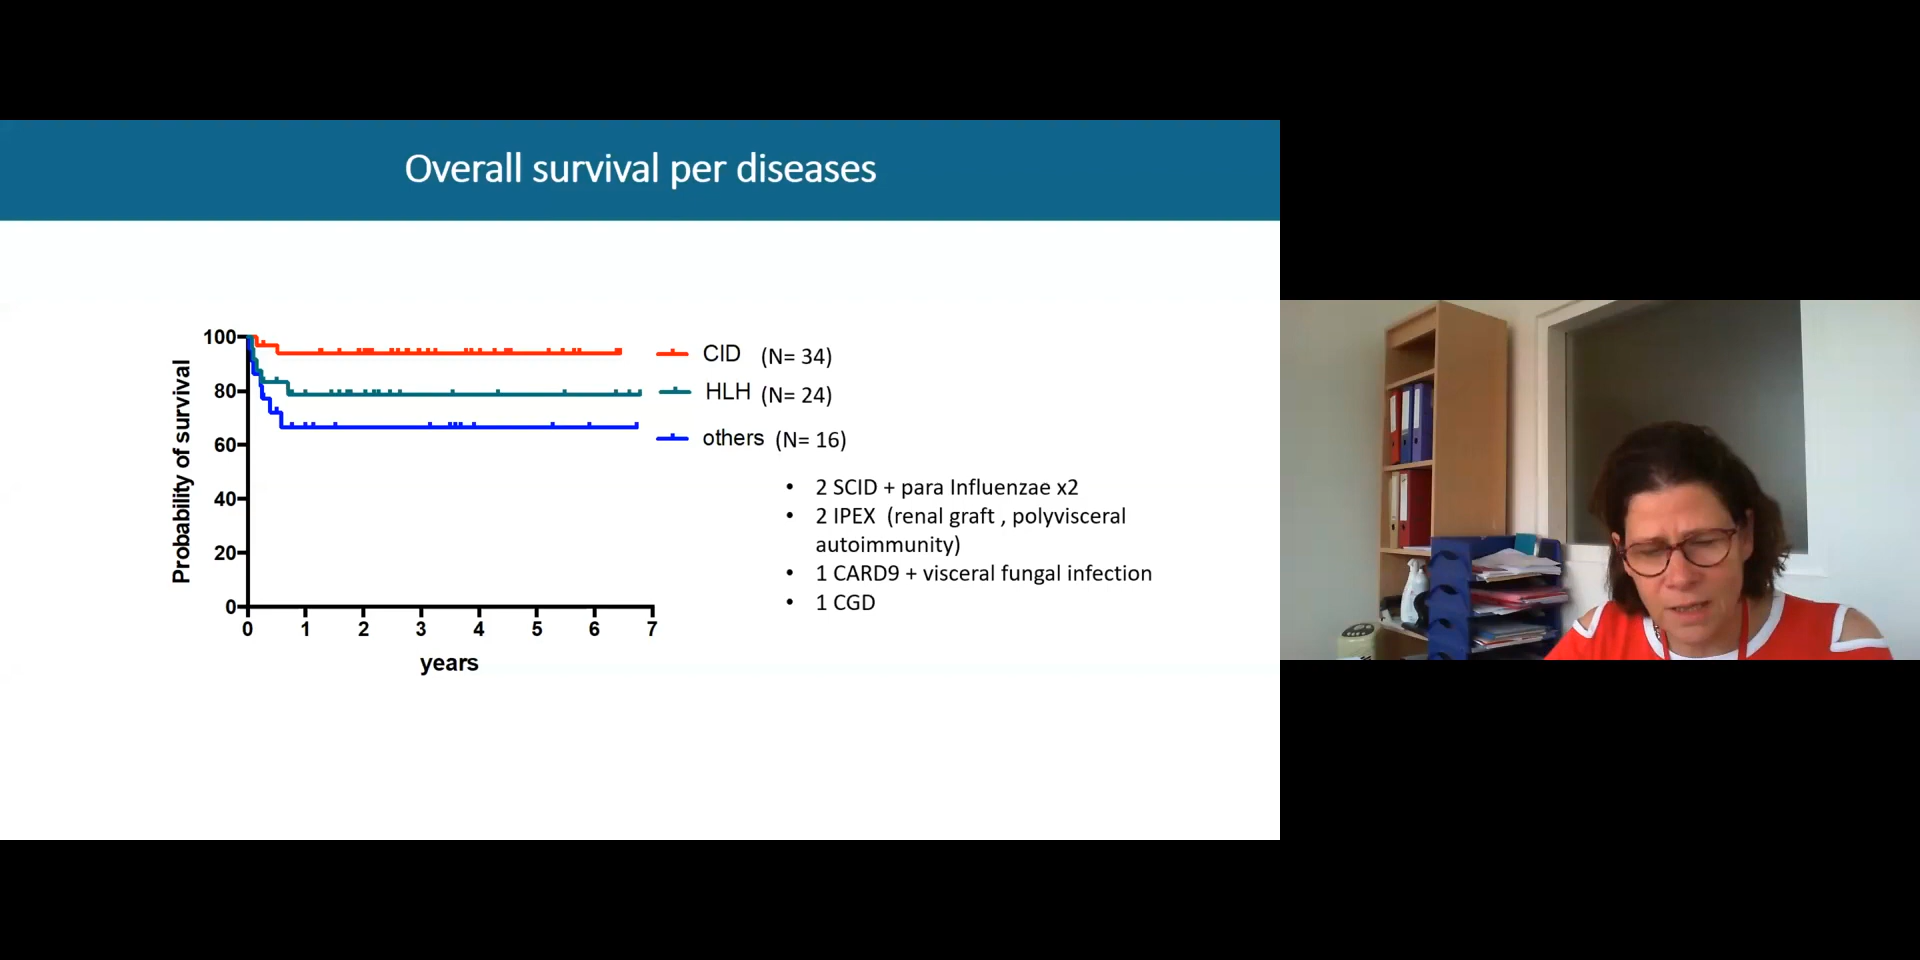 Overall survival per diseases
Probability of survival
100
80
60
40
20
0
0 1 2 3 4 5 6 7
years
CID (N= 34)
HLH (N= 24)
others (N= 16)
• 2 SCID + para Influenzae x2
• 2 IPEX (renal graft , polyvisceral
autoimmunity)
• 1 CARD9 + visceral fungal infection
• 1 CGD